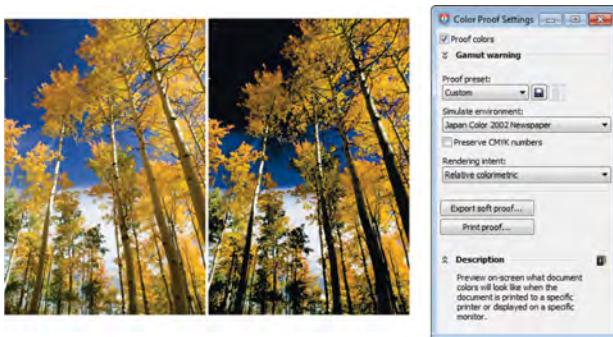 Color Proof Settings
Proof colors
Gamut warning
Proof preset:
Custom
Simulate environment:
Japan Color 2002 Newspaper
Preserve CMYK numbers
Rendering intent:
Relative colorimetric
Export soft proof...
Print proof...
Description
Preview on-screen what document
colors will look like when the
document is printed to a specific
printer or displayed on a specific
monitor.